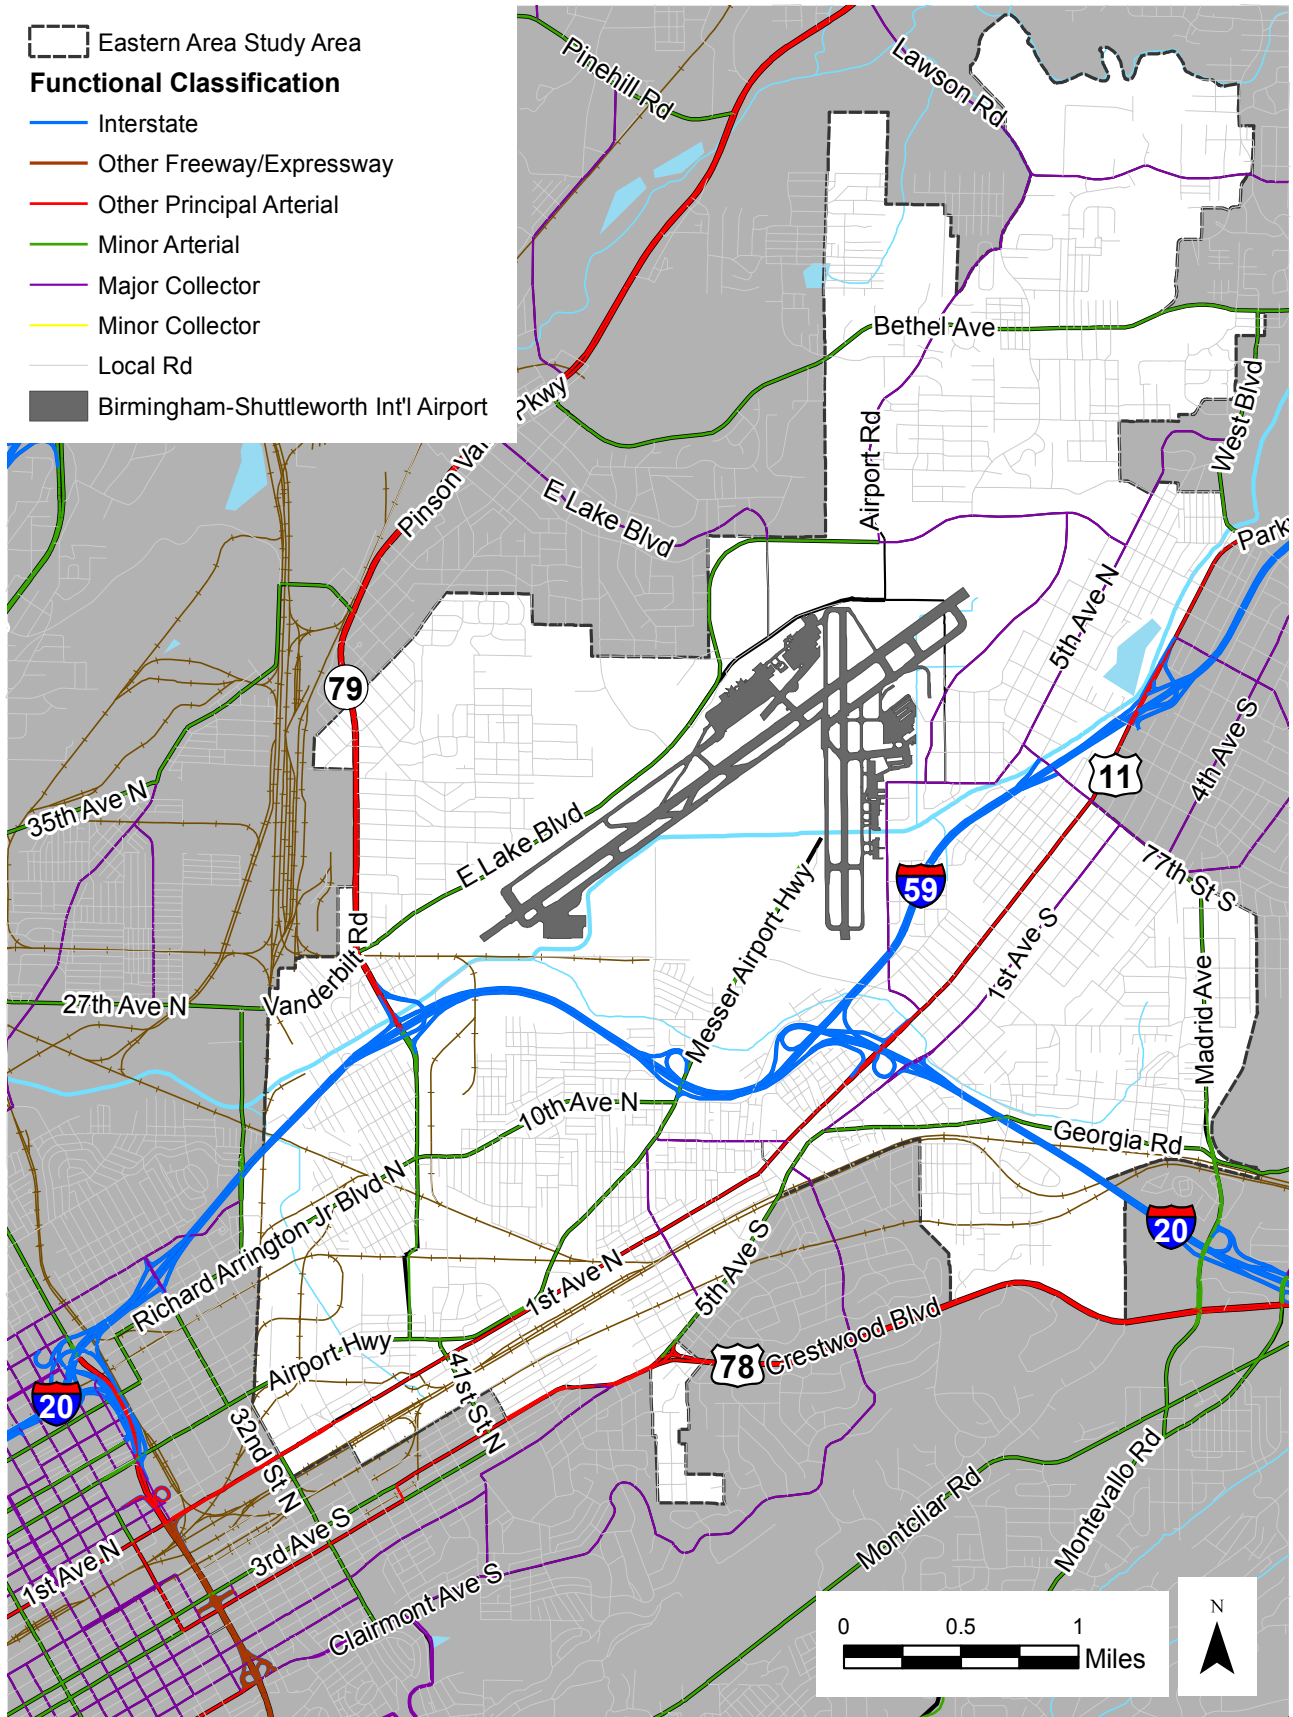 Eastern Area Study Area
Functional Classification
Interstate
Other Freeway/Expressway
Other Principal Arterial
Minor Arterial
Major Collector
Minor Collector
Local Rd
Birmingham-Shuttleworth Int'l Airport
Pinehill Rd
Lawson Rd
Bethel Ave
West Blvd
Pinson Val
Pkwy
E Lake Blvd
Airport Rd
Park
5th Ave N
79
4th Ave S
11
35th Ave N
E Lake Blvd
77th St S
59
Messer Airport Hwy
1st Ave S
Vanderbilt Rd
27th Ave N
Madrid Ave
10th Ave N
Georgia Rd
Richard Arrington Jr Blvd N
20
1st Ave N
5th Ave S
Airport Hwy
78
Crestwood Blvd
41st St N
20
32nd St N
3rd Ave S
1st Ave N
Montcliar Rd
Montevallo Rd
Clairmont Ave S
0 0.5 1
Miles
N